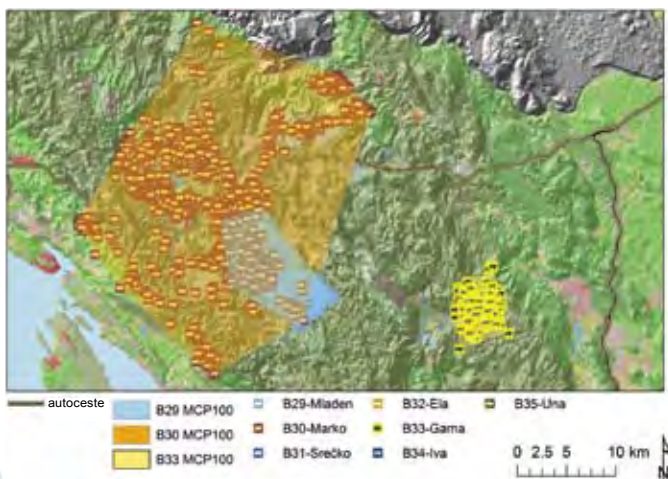 autoceste
B29 MCP100
B30 MCP100
B33 MCP100
B29-Mladen
B30-Marko
B31-Srećko
B32-Ela
B33-Gama
B34-Iva
B35-Una
0 2.5 5 10 km
N